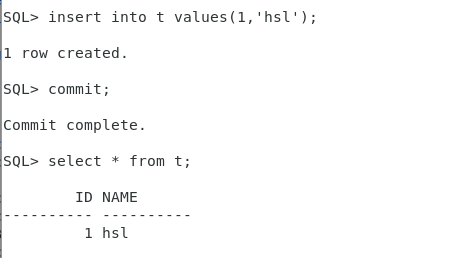 SQL> insert into t values(1,'hsl');
1 row created.
SQL> commit;
Commit complete.
SQL> select * from t;
        ID NAME
---------- ----------
         1 hsl